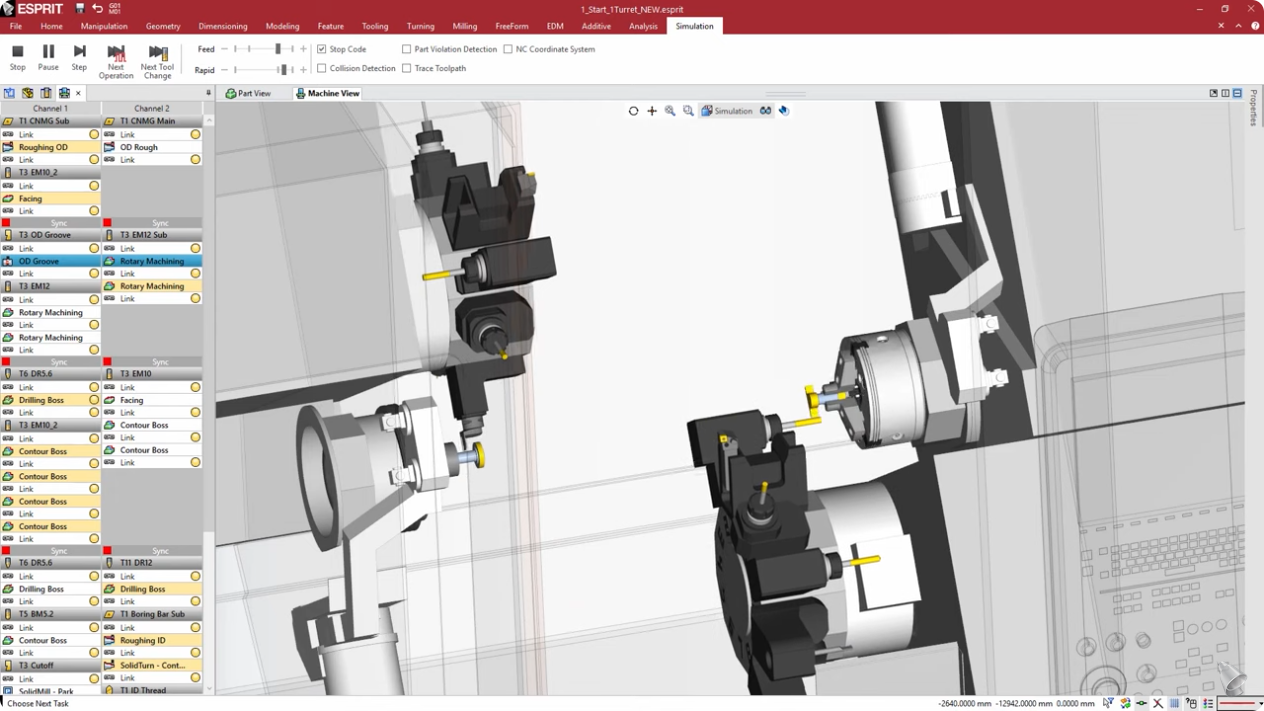 ESPRIT
G01
MD1
1_Start_1Turret_NEW.esprit
File Home Manipulation Geometry Dimensioning Modeling Feature Tooling Turning Milling FreeForm EDM Additive Analysis Simulation
Stop
Pause
Step
Next
Operation
Next Tool
Change
Feed
Rapid
Stop Code
Part Violation Detection
NC Coordinate System
Collision Detection
Trace Toolpath
Part View
Machine View
Simulation
Properties
Channel 1 Channel 2
T1 CNMG Sub T1 CNMG Main
Link Link
Roughing OD OD Rough
Link Link
T3 EM10_2
Link
Facing
Link
Sync Sync
T3 OD Groove T3 EM12 Sub
Link Link
OD Groove Rotary Machining
Link Link
T3 EM12 Rotary Machining
Link Link
Rotary Machining
Link
Rotary Machining
Link
Sync Sync
T6 DR5.6 T3 EM10
Link Link
Drilling Boss Facing
Link Link
T3 EM10_2 Contour Boss
Link Link
Contour Boss Contour Boss
Link Link
Contour Boss
Link
Contour Boss
Link
Contour Boss
Link
Sync Sync
T6 DR5.6 T11 DR12
Link Link
Drilling Boss Drilling Boss
Link Link
T5 BM5.2 T1 Boring Bar Sub
Link Link
Contour Boss Roughing ID
Link Link
T3 Cutoff SolidTurn - Cont...
Link Link
SolidMill - Park T1 ID Thread
Choose Next Task
-2640.0000 mm -12942.0000 mm 0.0000 mm